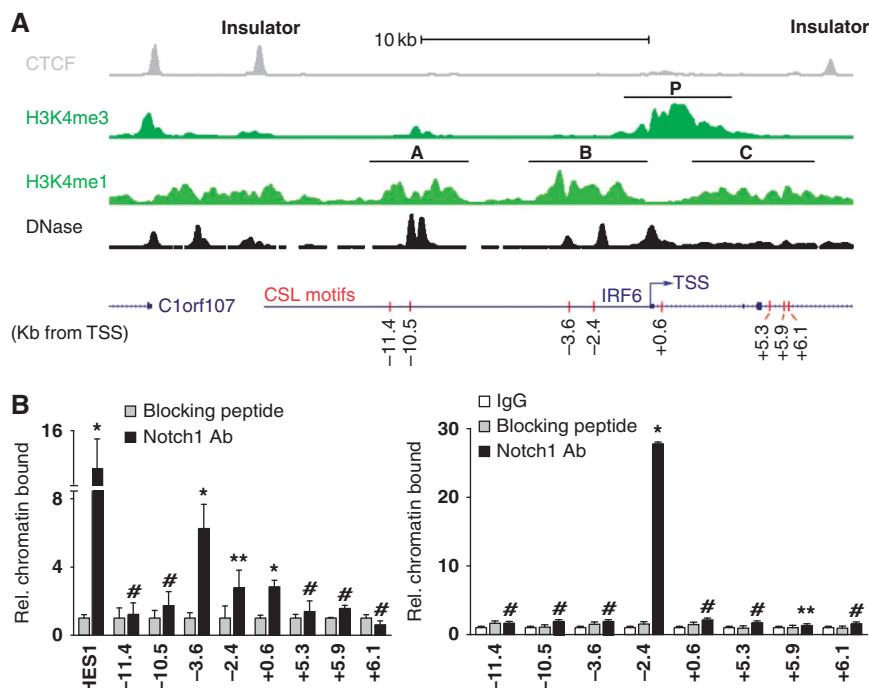 A
Insulator
10 kb
Insulator
CTCF
P
H3K4me3
A
B
C
H3K4me1
DNase
IRF6
TSS
C1orf107
CSL motifs
(Kb from TSS)
−11.4
−10.5
−3.6
−2.4
+0.6
+5.3
+5.9
+6.1
B
Blocking peptide
Notch1 Ab
Rel. chromatin bound
16
8
4
0
*
#
#
*
**
*
#
#
#
HES1
−11.4
−10.5
−3.6
−2.4
+0.6
+5.3
+5.9
+6.1
IgG
Blocking peptide
Notch1 Ab
Rel. chromatin bound
30
20
10
0
#
#
#
*
#
#
**
#
−11.4
−10.5
−3.6
−2.4
+0.6
+5.3
+5.9
+6.1